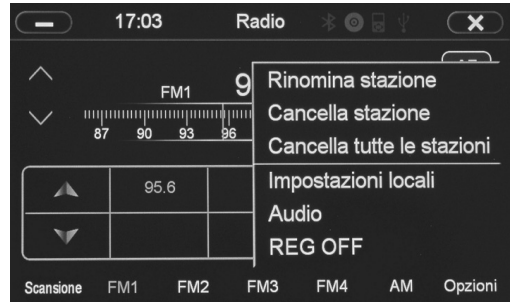 17:03 Radio
FM1 9
87 90 93 96
95.6
Rinomina stazione
Cancella stazione
Cancella tutte le stazioni
Impostazioni locali
Audio
REG OFF
Scansione FM1 FM2 FM3 FM4 AM Opzioni